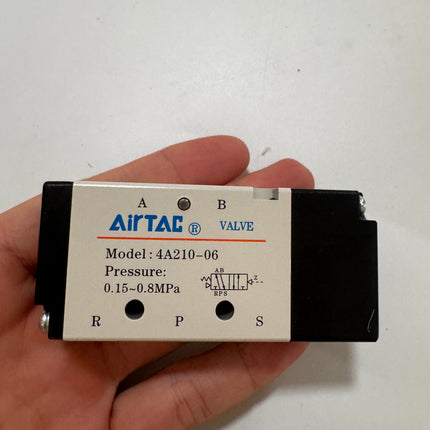 A B
AirTAC ® VALVE
Model: 4A210-06
Pressure:
0.15~0.8MPa
A B
Z
R P S
R P S